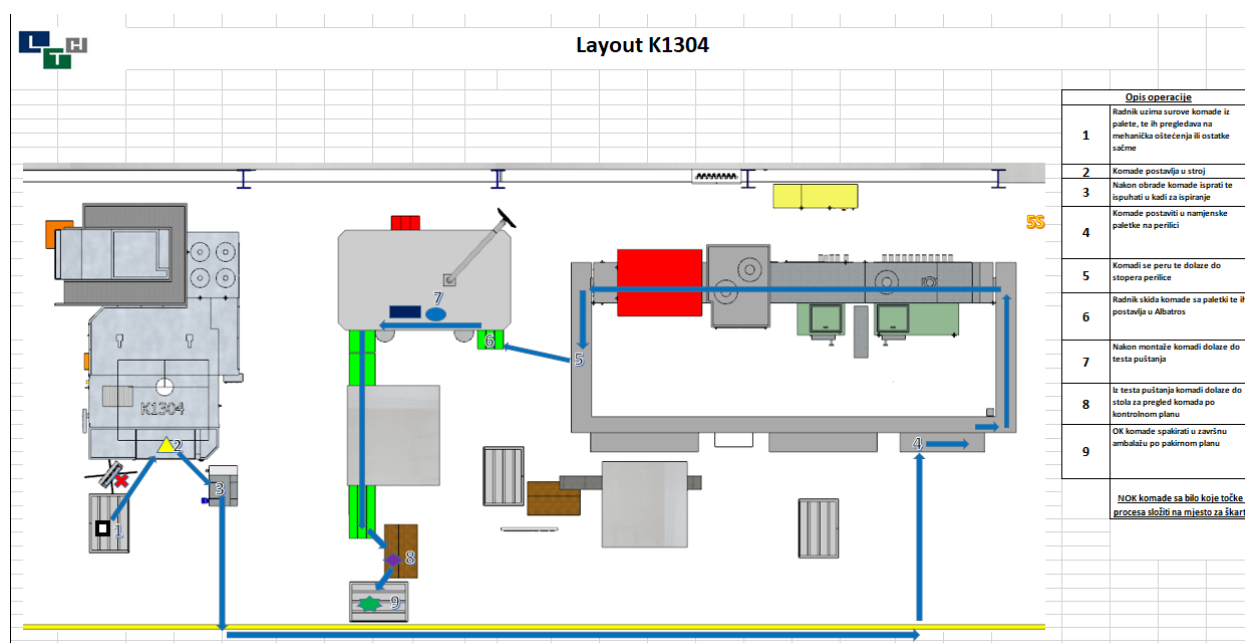 LTH
Layout K1304
Opis operacije
1
Radnik uzima surove komade iz
palete, te ih pregledava na
mehanička oštećenja ili ostatke
sačme
2
Komade postavlja u stroj
3
Nakon obrade komade isprati te
ispuhati u kadi za ispiranje
4
Komade postaviti u namjenske
paletke na perilici
5
Komadi se peru te dolaze do
stopera perilice
6
Radnik skida komade sa paletki te ih
postavlja u Albatros
7
Nakon montaže komadi dolaze do
testa puštanja
8
Iz testa puštanja komadi dolaze do
stola za pregled komada po
kontrolnom planu
9
OK komade spakirati u završnu
ambalažu po pakirnom planu
NOK komade sa bilo koje točke
procesa složiti na mjesto za škart
5S
7
6
5
K1304
2
4
3
1
8
9